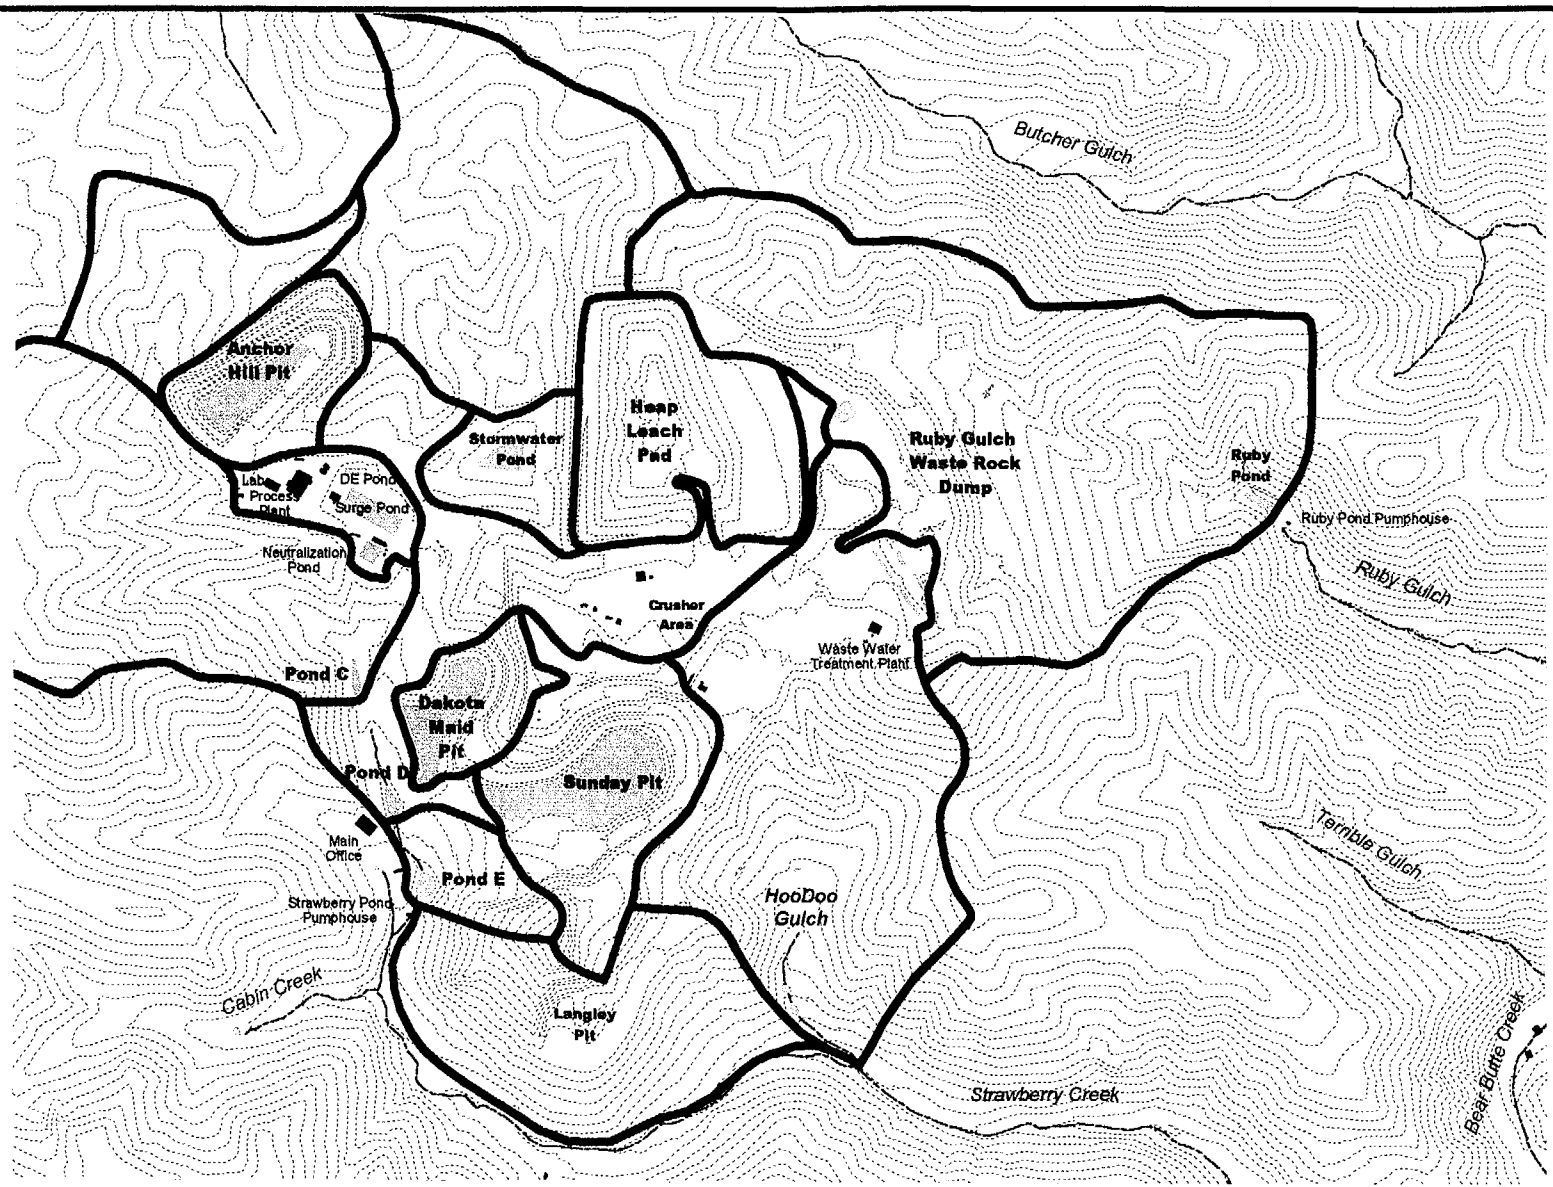 Butcher Gulch
Anchor
Hill Pit
Heap
Leach
Pad
Stormwater
Pond
Ruby Gulch
Waste Rock
Dump
Ruby
Pond
Lab
Process
Plant
DE Pond
Surge Pond
Ruby Pond Pumphouse
Neutralization
Pond
Ruby Gulch
Crusher
Area
Waste Water
Treatment Plant
Pond C
Dakota
Maid
Pit
Pond D
Sunday Pit
Main
Office
Terrible Gulch
Pond E
HooDoo
Gulch
Strawberry Pond
Pumphouse
Cabin Creek
Langley
Pit
Strawberry Creek
Bear Butte Creek